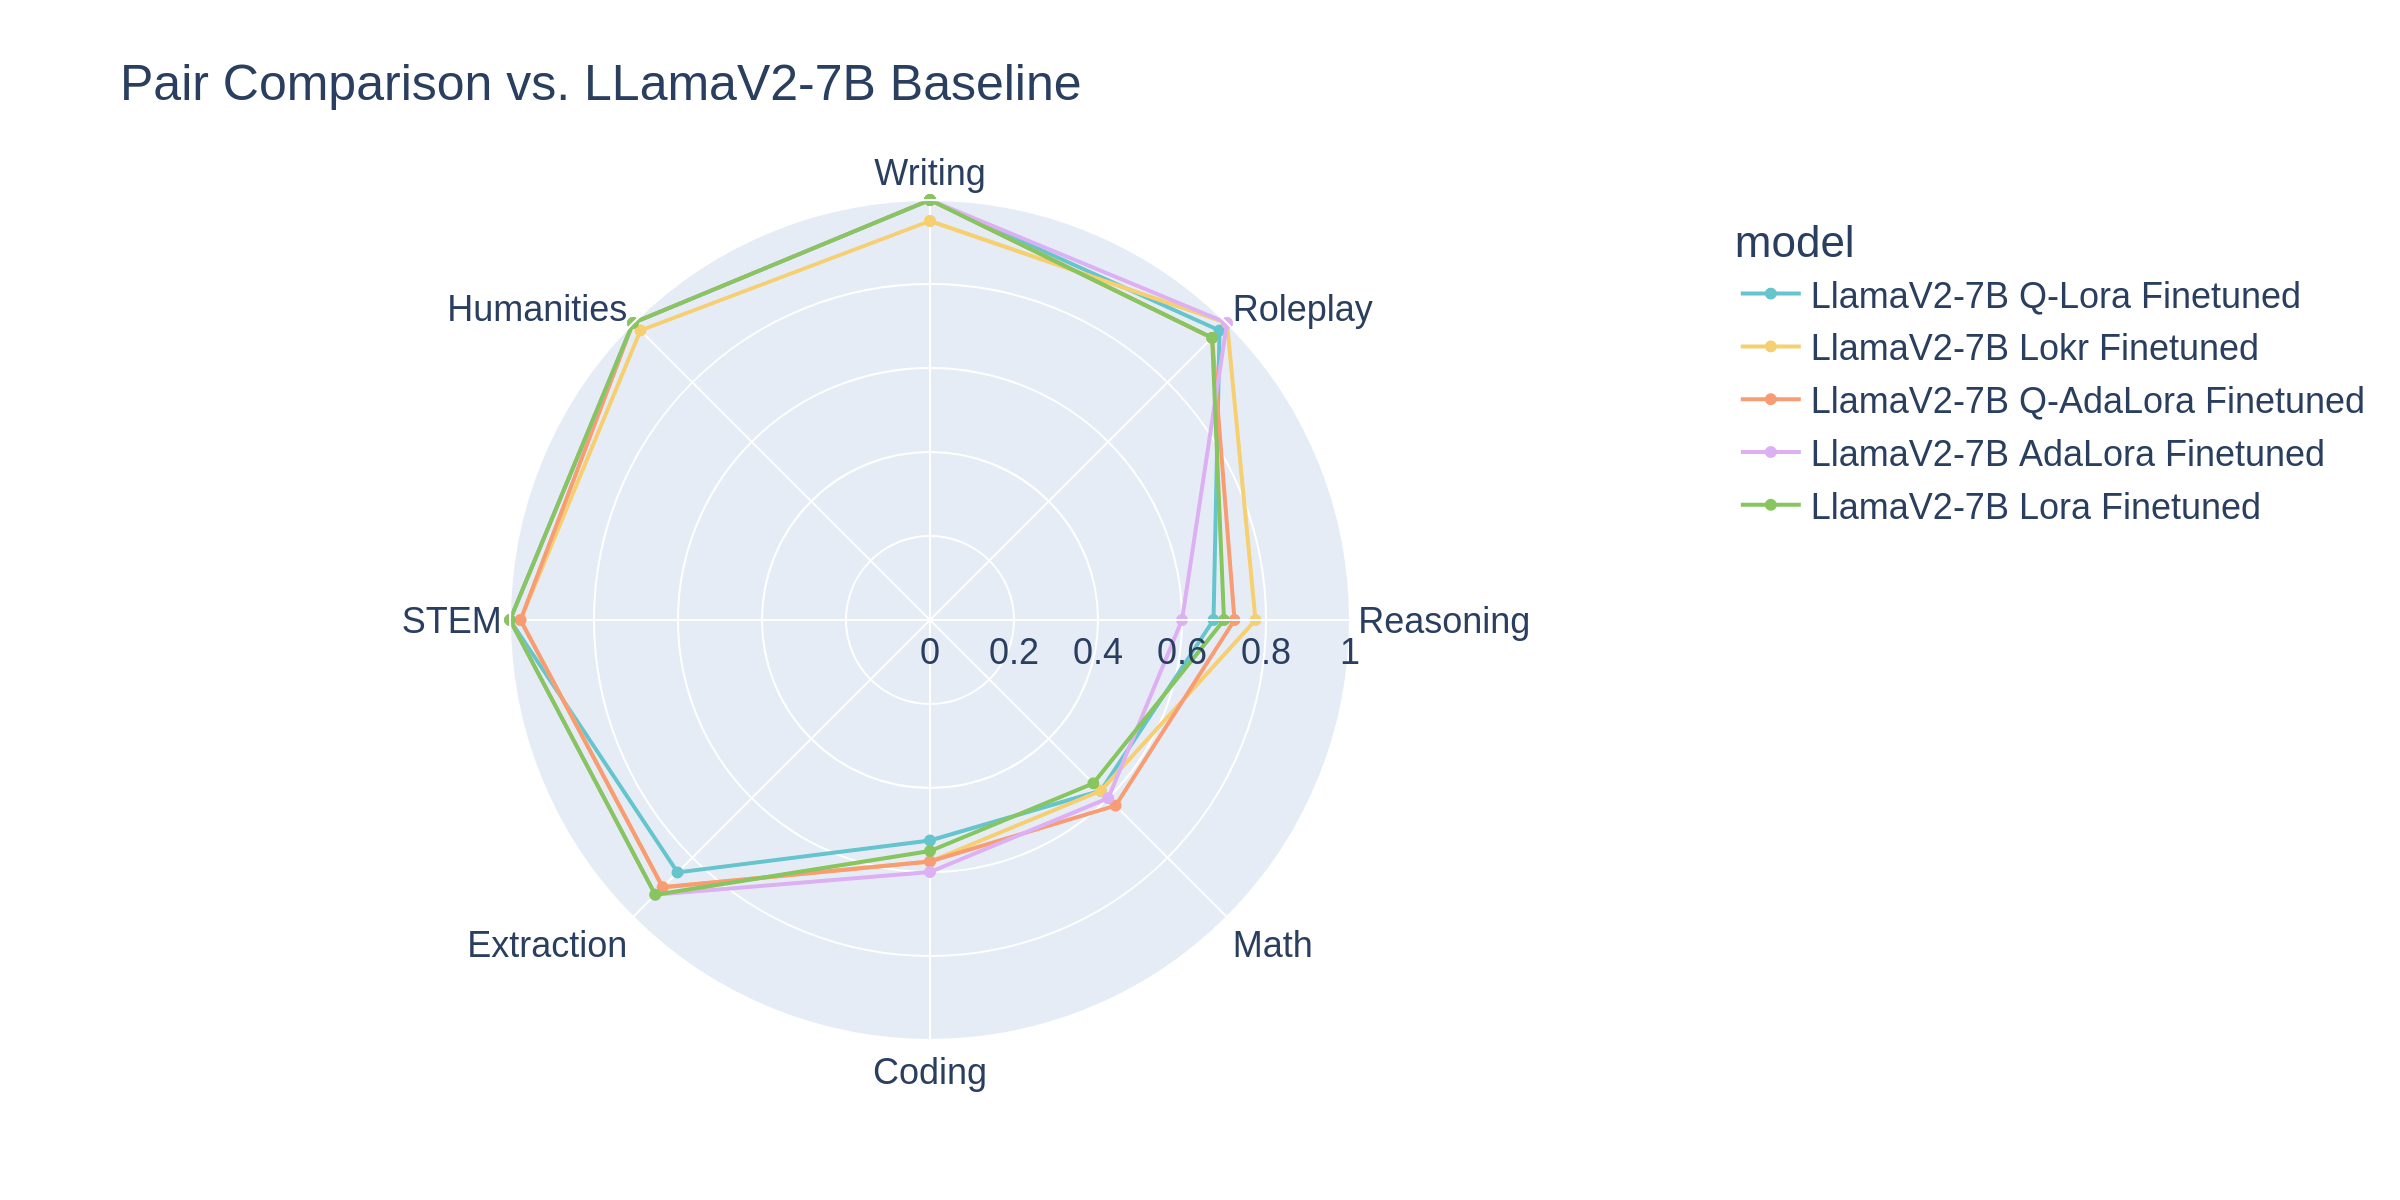 Pair Comparison vs. LLamaV2-7B Baseline
Writing
Humanities
Roleplay
STEM
Reasoning
0
0.2
0.4
0.6
0.8
1
Extraction
Math
Coding
model
LlamaV2-7B Q-Lora Finetuned
LlamaV2-7B Lokr Finetuned
LlamaV2-7B Q-AdaLora Finetuned
LlamaV2-7B AdaLora Finetuned
LlamaV2-7B Lora Finetuned